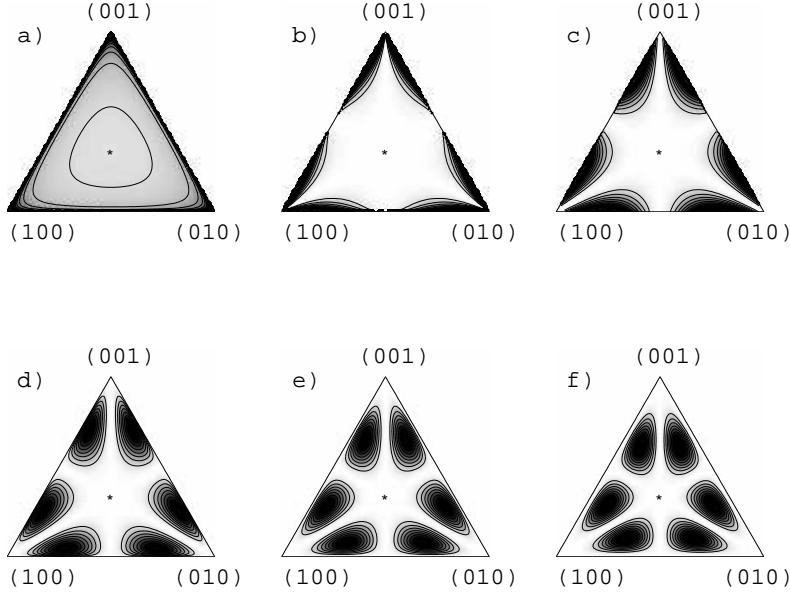 (001) (001) (001)
a) b) c)
* * *
(100) (010) (100) (010) (100) (010)
(001) (001) (001)
d) e) f)
* * *
(100) (010) (100) (010) (100) (010)